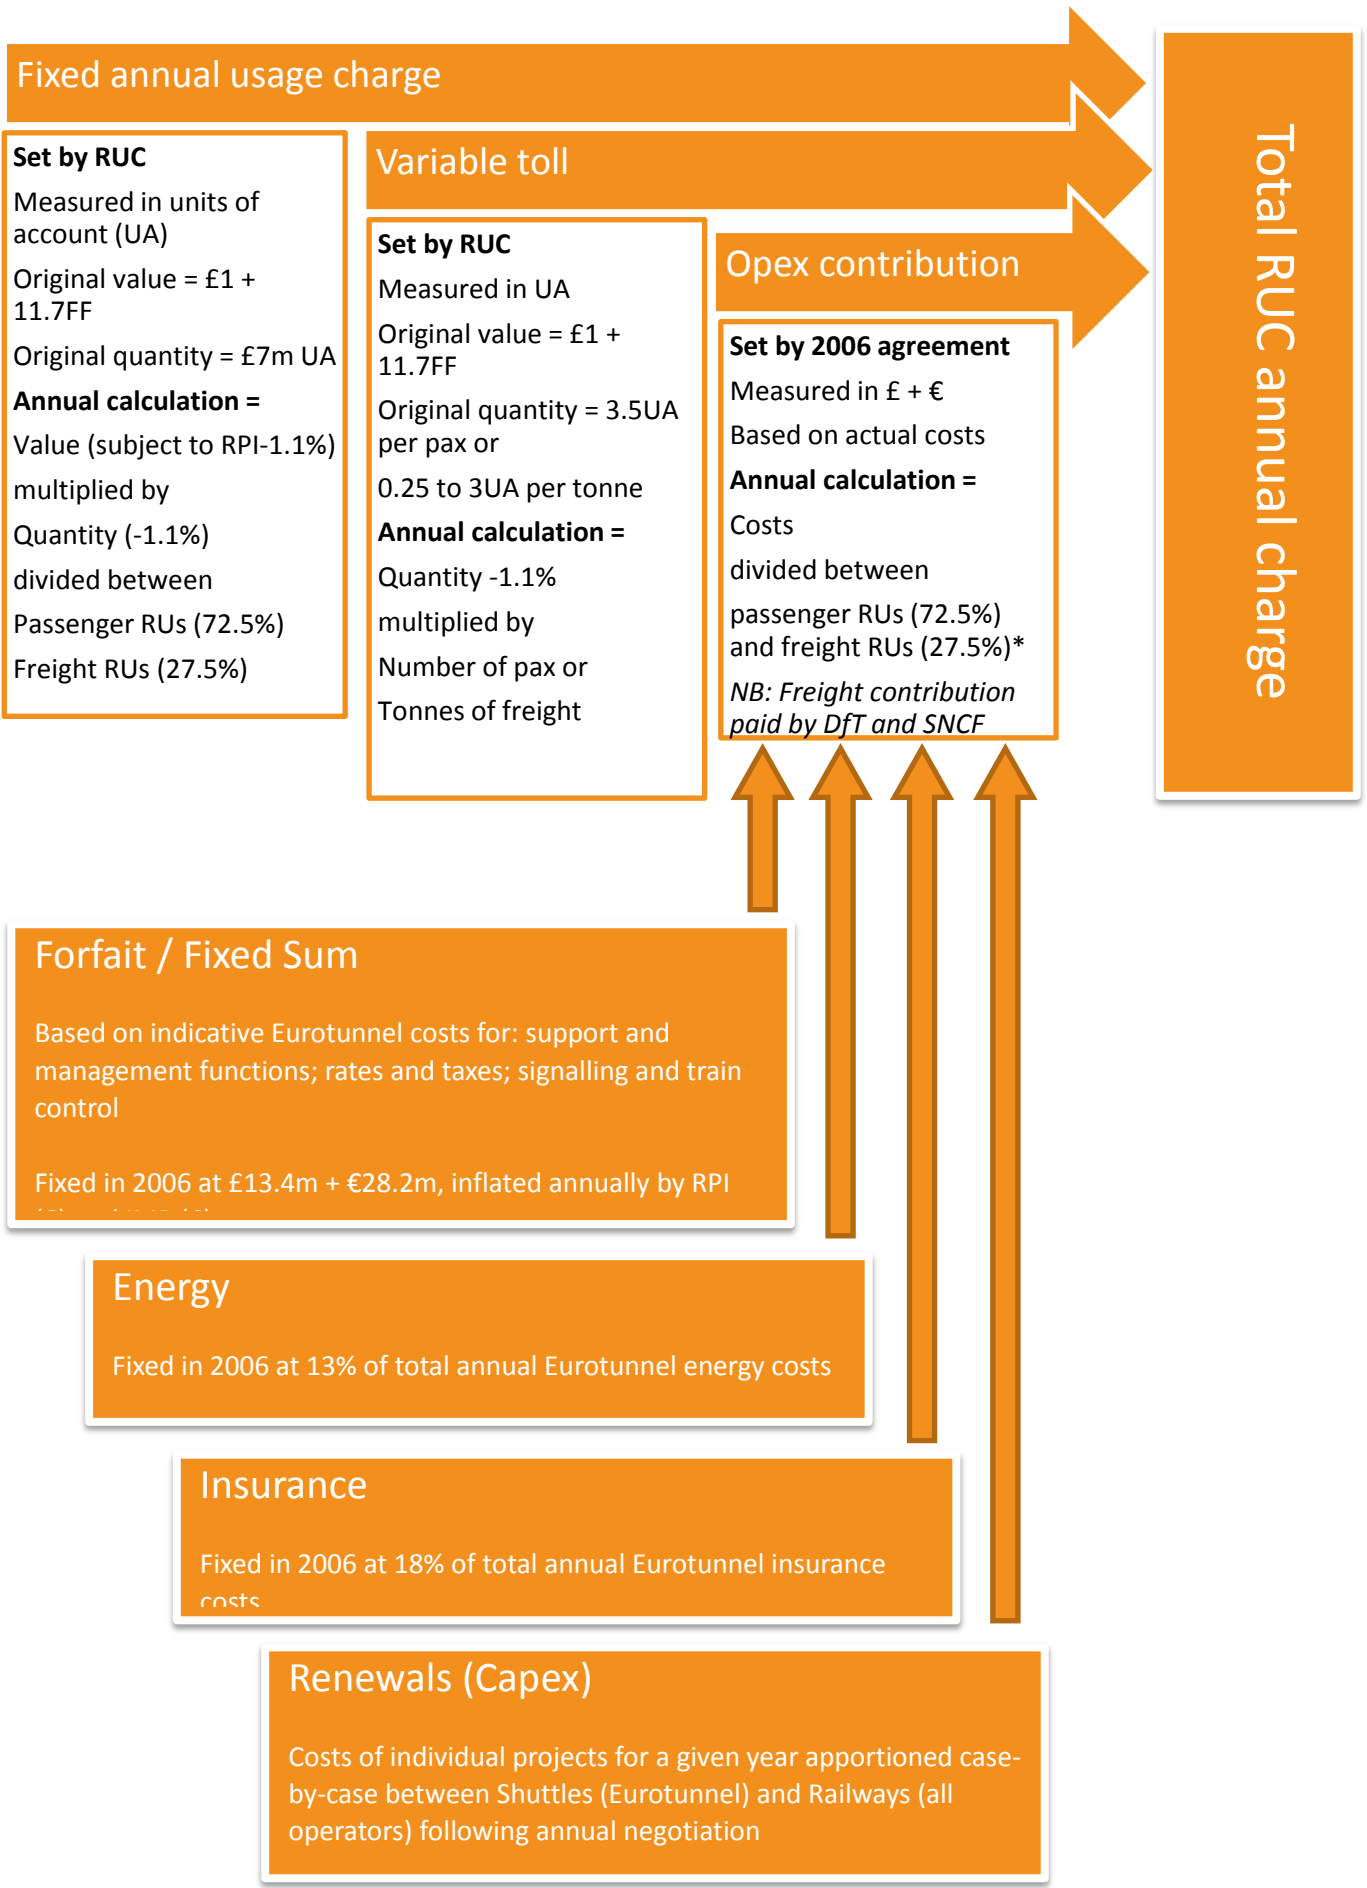 Fixed annual usage charge
Set by RUC
Measured in units of
account (UA)
Original value = £1 +
11.7FF
Original quantity = £7m UA
Annual calculation =
Value (subject to RPI-1.1%)
multiplied by
Quantity (-1.1%)
divided between
Passenger RUs (72.5%)
Freight RUs (27.5%)
Variable toll
Set by RUC
Measured in UA
Original value = £1 +
11.7FF
Original quantity = 3.5UA
per pax or
0.25 to 3UA per tonne
Annual calculation =
Quantity -1.1%
multiplied by
Number of pax or
Tonnes of freight
Opex contribution
Set by 2006 agreement
Measured in £ + €
Based on actual costs
Annual calculation =
Costs
divided between
passenger RUs (72.5%)
and freight RUs (27.5%)*
NB: Freight contribution
paid by DfT and SNCF
Total RUC annual charge
Forfait / Fixed Sum
Based on indicative Eurotunnel costs for: support and
management functions; rates and taxes; signalling and train
control
Fixed in 2006 at £13.4m + €28.2m, inflated annually by RPI
Energy
Fixed in 2006 at 13% of total annual Eurotunnel energy costs
Insurance
Fixed in 2006 at 18% of total annual Eurotunnel insurance
costs
Renewals (Capex)
Costs of individual projects for a given year apportioned case-
by-case between Shuttles (Eurotunnel) and Railways (all
operators) following annual negotiation